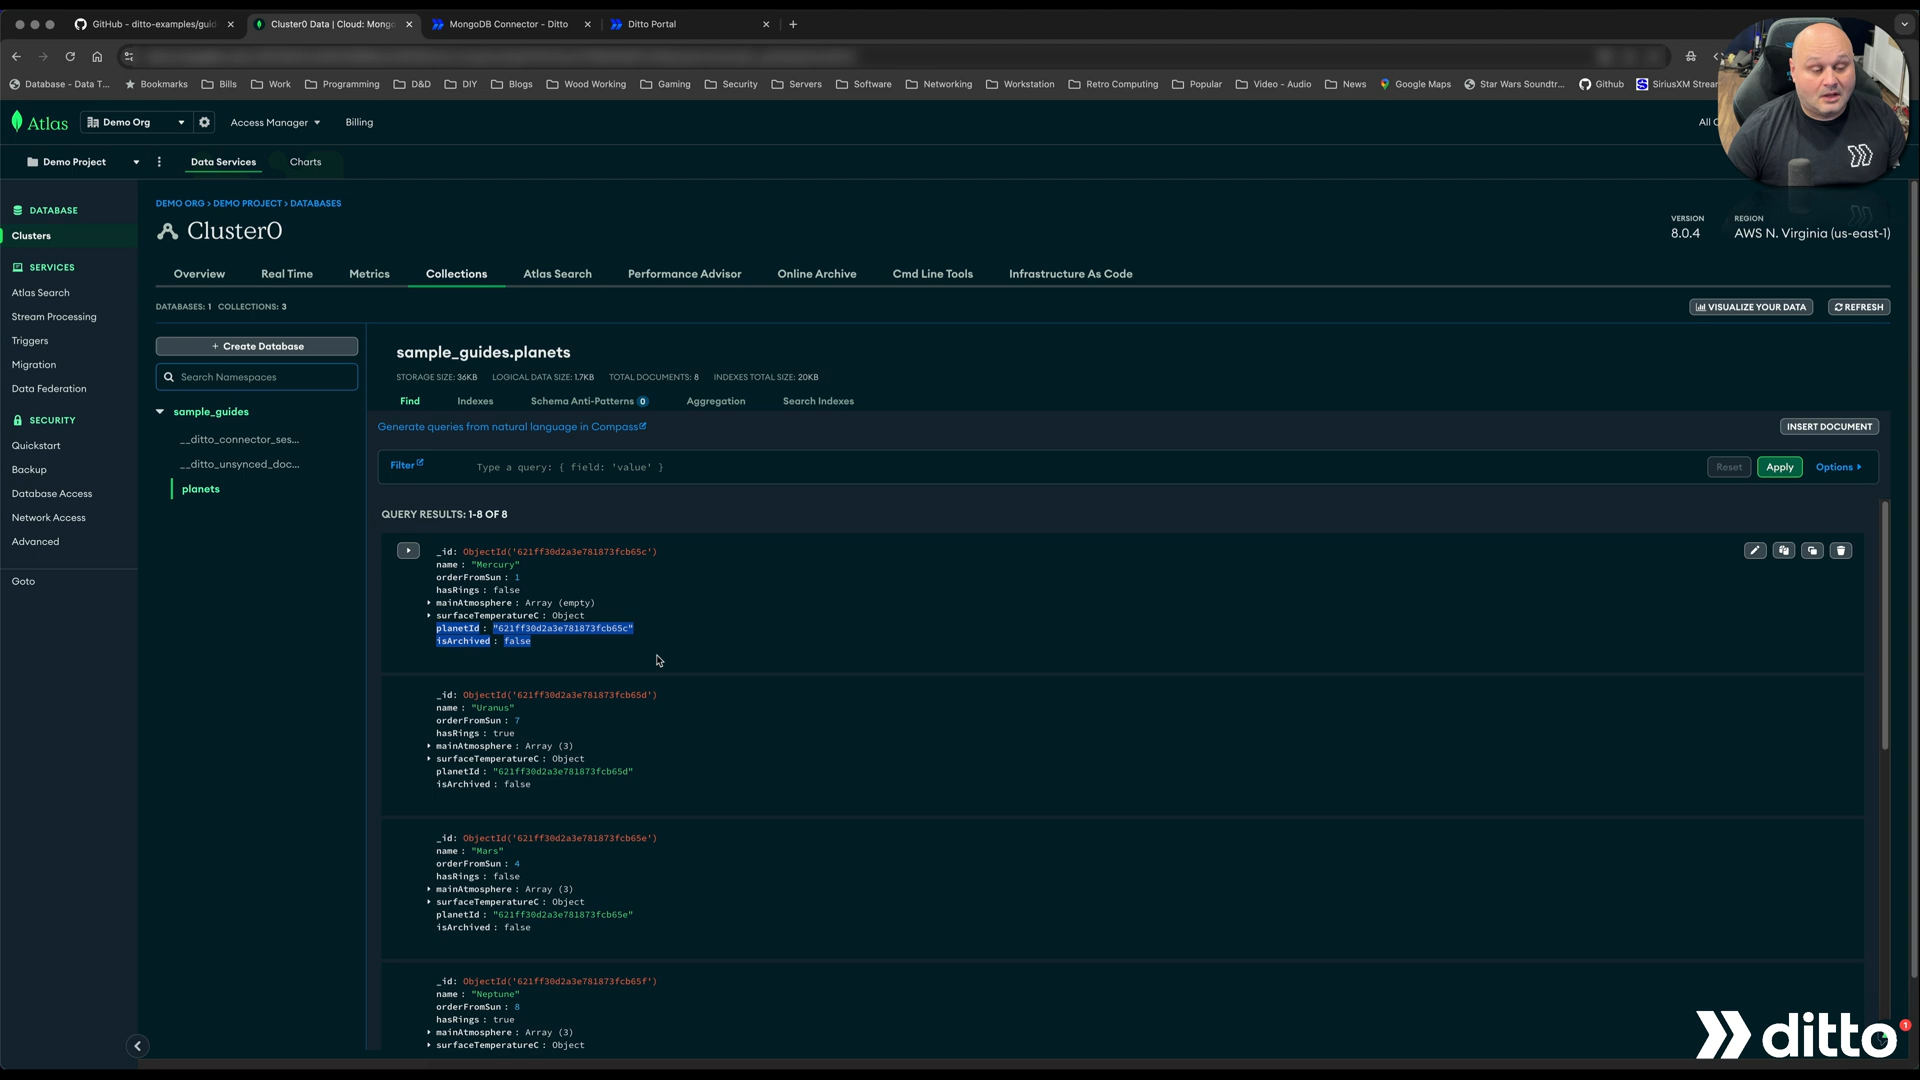 GitHub - ditto-examples/guid
Cluster0 Data | Cloud: Mongo
MongoDB Connector - Ditto
Ditto Portal
Database - Data T...
Bookmarks
Bills
Work
Programming
D&D
DIY
Blogs
Wood Working
Gaming
Security
Servers
Software
Networking
Workstation
Retro Computing
Popular
Video - Audio
News
Google Maps
Star Wars Soundtr...
Github
SiriusXM Strea
Atlas
Demo Org
Access Manager
Billing
All C
Demo Project
Data Services
Charts
DATABASE
Clusters
SERVICES
Atlas Search
Stream Processing
Triggers
Migration
Data Federation
SECURITY
Quickstart
Backup
Database Access
Network Access
Advanced
Goto
DEMO ORG > DEMO PROJECT > DATABASES
Cluster0
VERSION
8.0.4
REGION
AWS N. Virginia (us-east-1)
Overview
Real Time
Metrics
Collections
Atlas Search
Performance Advisor
Online Archive
Cmd Line Tools
Infrastructure As Code
DATABASES: 1 COLLECTIONS: 3
VISUALIZE YOUR DATA
REFRESH
+ Create Database
Search Namespaces
sample_guides
__ditto_connector_ses...
__ditto_unsynced_doc...
planets
sample_guides.planets
STORAGE SIZE: 36KB LOGICAL DATA SIZE: 1.7KB TOTAL DOCUMENTS: 8 INDEXES TOTAL SIZE: 20KB
Find
Indexes
Schema Anti-Patterns 0
Aggregation
Search Indexes
Generate queries from natural language in Compass
INSERT DOCUMENT
Filter
Type a query: { field: 'value' }
Reset
Apply
Options
QUERY RESULTS: 1-8 OF 8
_id: ObjectId('621ff30d2a3e781873fcb65c')
name : "Mercury"
orderFromSun : 1
hasRings : false
mainAtmosphere : Array (empty)
surfaceTemperatureC : Object
planetId : "621ff30d2a3e781873fcb65c"
isArchived : false
_id: ObjectId('621ff30d2a3e781873fcb65d')
name : "Uranus"
orderFromSun : 7
hasRings : true
mainAtmosphere : Array (3)
surfaceTemperatureC : Object
planetId : "621ff30d2a3e781873fcb65d"
isArchived : false
_id: ObjectId('621ff30d2a3e781873fcb65e')
name : "Mars"
orderFromSun : 4
hasRings : false
mainAtmosphere : Array (3)
surfaceTemperatureC : Object
planetId : "621ff30d2a3e781873fcb65e"
isArchived : false
_id: ObjectId('621ff30d2a3e781873fcb65f')
name : "Neptune"
orderFromSun : 8
hasRings : true
mainAtmosphere : Array (3)
surfaceTemperatureC : Object
ditto
1